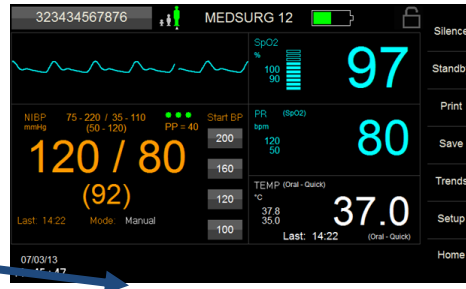 323434567876 MEDSURG 12
Silence
SpO2
%
100
90
97
Standb
Print
NIBP 75 - 220 / 35 - 110
mmHg (50 - 120) PP = 40
Start BP
200
160
120
100
120 / 80
(92)
Last: 14:22 Mode: Manual
PR (SpO2)
bpm
120
50
80
Save
Trends
TEMP (Oral - Quick)
°C
37.8
35.0
37.0
Last: 14:22 (Oral - Quick)
Setup
Home
07/03/13